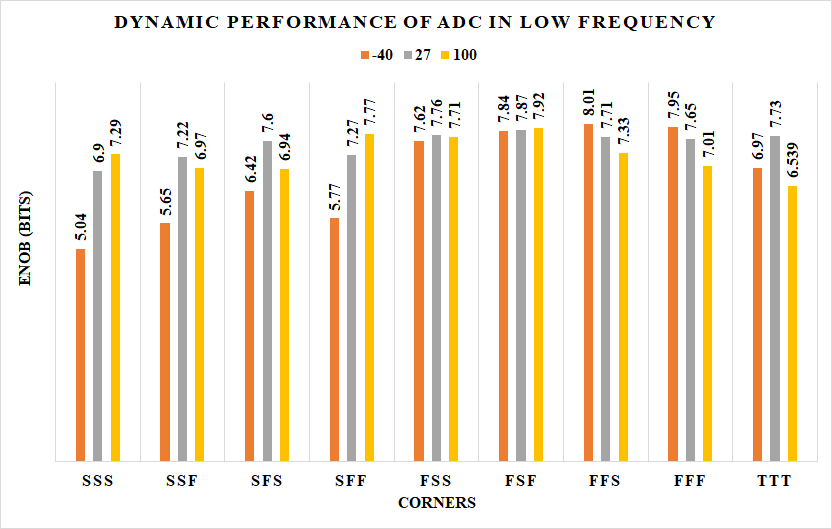 DYNAMIC PERFORMANCE OF ADC IN LOW FREQUENCY
-40 27 100
5.04 6.9 7.29 5.65 7.22 6.97 6.42 7.6 6.94 5.77 7.27 7.77 7.62 7.76 7.71 7.84 7.87 7.92 8.01 7.71 7.33 7.95 7.65 7.01 6.97 7.73 6.539
ENOB (BITS)
SSS SSF SFS SFF FSS FSF FFS FFF TTT
CORNERS